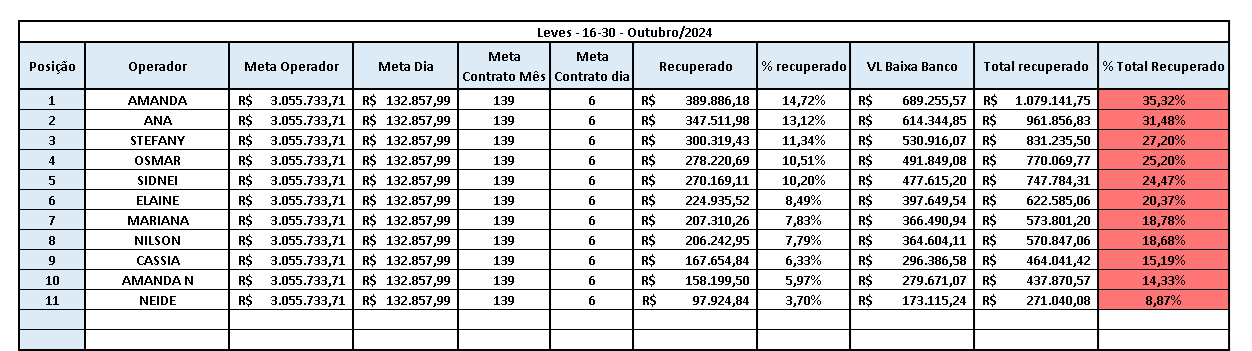 Leves - 16-30 - Outubro/2024
Posição Operador Meta Operador Meta Dia Meta Contrato Mês Meta Contrato dia Recuperado % recuperado VL Baixa Banco Total recuperado % Total Recuperado
1 AMANDA R$ 3.055.733,71 R$ 132.857,99 139 6 R$ 389.886,18 14,72% R$ 689.255,57 R$ 1.079.141,75 35,32%
2 ANA R$ 3.055.733,71 R$ 132.857,99 139 6 R$ 347.511,98 13,12% R$ 614.344,85 R$ 961.856,83 31,48%
3 STEFANY R$ 3.055.733,71 R$ 132.857,99 139 6 R$ 300.319,43 11,34% R$ 530.916,07 R$ 831.235,50 27,20%
4 OSMAR R$ 3.055.733,71 R$ 132.857,99 139 6 R$ 278.220,69 10,51% R$ 491.849,08 R$ 770.069,77 25,20%
5 SIDNEI R$ 3.055.733,71 R$ 132.857,99 139 6 R$ 270.169,11 10,20% R$ 477.615,20 R$ 747.784,31 24,47%
6 ELAINE R$ 3.055.733,71 R$ 132.857,99 139 6 R$ 224.935,52 8,49% R$ 397.649,54 R$ 622.585,06 20,37%
7 MARIANA R$ 3.055.733,71 R$ 132.857,99 139 6 R$ 207.310,26 7,83% R$ 366.490,94 R$ 573.801,20 18,78%
8 NILSON R$ 3.055.733,71 R$ 132.857,99 139 6 R$ 206.242,95 7,79% R$ 364.604,11 R$ 570.847,06 18,68%
9 CASSIA R$ 3.055.733,71 R$ 132.857,99 139 6 R$ 167.654,84 6,33% R$ 296.386,58 R$ 464.041,42 15,19%
10 AMANDA N R$ 3.055.733,71 R$ 132.857,99 139 6 R$ 158.199,50 5,97% R$ 279.671,07 R$ 437.870,57 14,33%
11 NEIDE R$ 3.055.733,71 R$ 132.857,99 139 6 R$ 97.924,84 3,70% R$ 173.115,24 R$ 271.040,08 8,87%